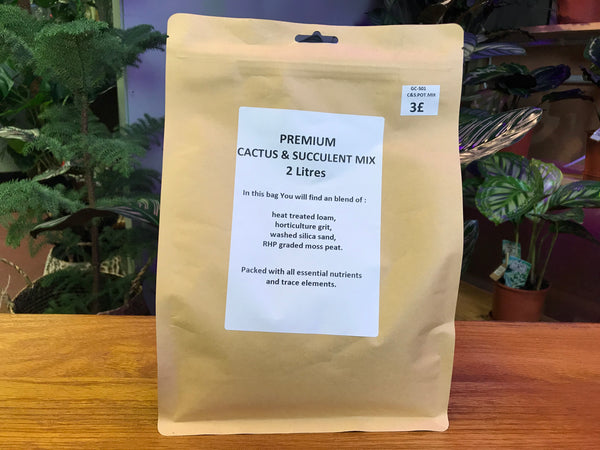 GC-501
C&S.POT.MIX
3£
PREMIUM
CACTUS & SUCCULENT MIX
2 Litres
In this bag You will find an blend of :
heat treated loam,
horticulture grit,
washed silica sand,
RHP graded moss peat.
Packed with all essential nutrients
and trace elements.